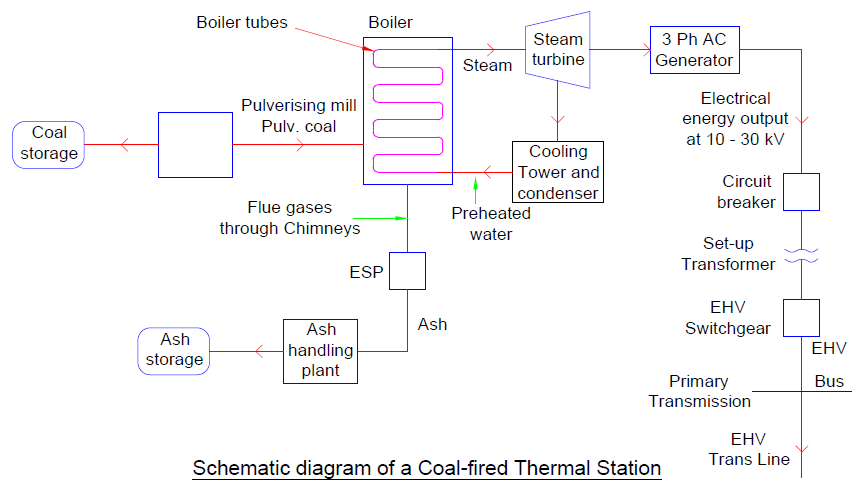 Boiler tubes
Boiler
Steam
turbine
3 Ph AC
Generator
Steam
Pulverising mill
Pulv. coal
Coal
storage
Electrical
energy output
at 10 - 30 kV
Cooling
Tower and
condenser
Circuit
breaker
Flue gases
through Chimneys
Preheated
water
Set-up
Transformer
ESP
EHV
Switchgear
Ash
Ash
handling
plant
Ash
storage
EHV
Primary
Transmission
Bus
EHV
Trans Line
Schematic diagram of a Coal-fired Thermal Station